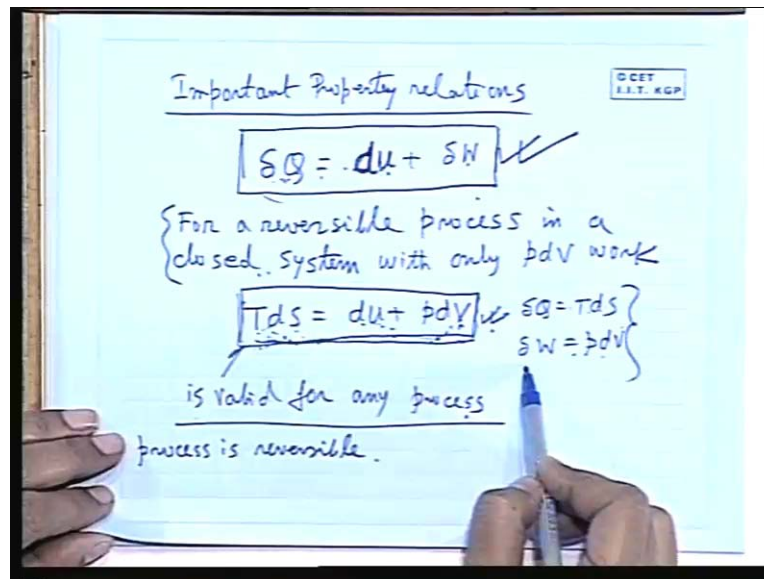 Important Property relations
© CET
I.I.T. KGP
δQ = du + δW
For a reversible process in a
closed system with only pdV work
Tds = du + pdV
δQ = Tds
δW = pdV
is valid for any process
process is reversible.